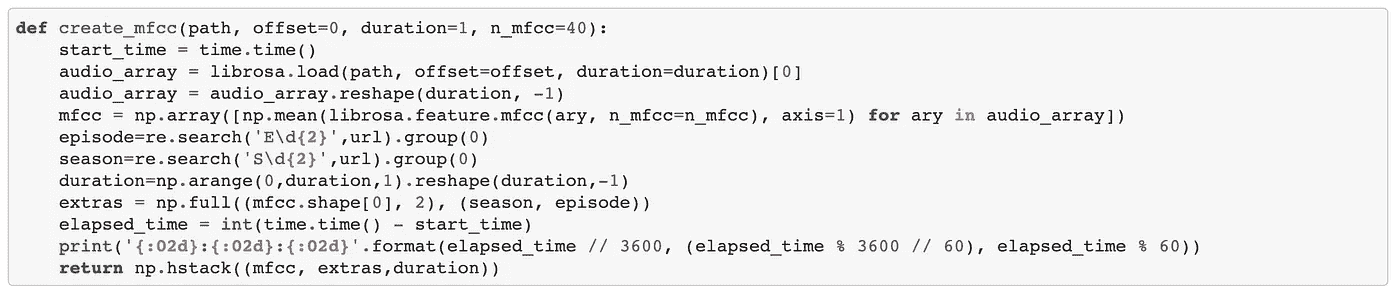 def create_mfcc(path, offset=0, duration=1, n_mfcc=40):
    start_time = time.time()
    audio_array = librosa.load(path, offset=offset, duration=duration)[0]
    audio_array = audio_array.reshape(duration, -1)
    mfcc = np.array([np.mean(librosa.feature.mfcc(ary, n_mfcc=n_mfcc), axis=1) for ary in audio_array])
    episode=re.search('E\d{2}',url).group(0)
    season=re.search('S\d{2}',url).group(0)
    duration=np.arange(0,duration,1).reshape(duration,-1)
    extras = np.full((mfcc.shape[0], 2), (season, episode))
    elapsed_time = int(time.time() - start_time)
    print('{:02d}:{:02d}:{:02d}'.format(elapsed_time // 3600, (elapsed_time % 3600 // 60), elapsed_time % 60))
    return np.hstack((mfcc, extras,duration))